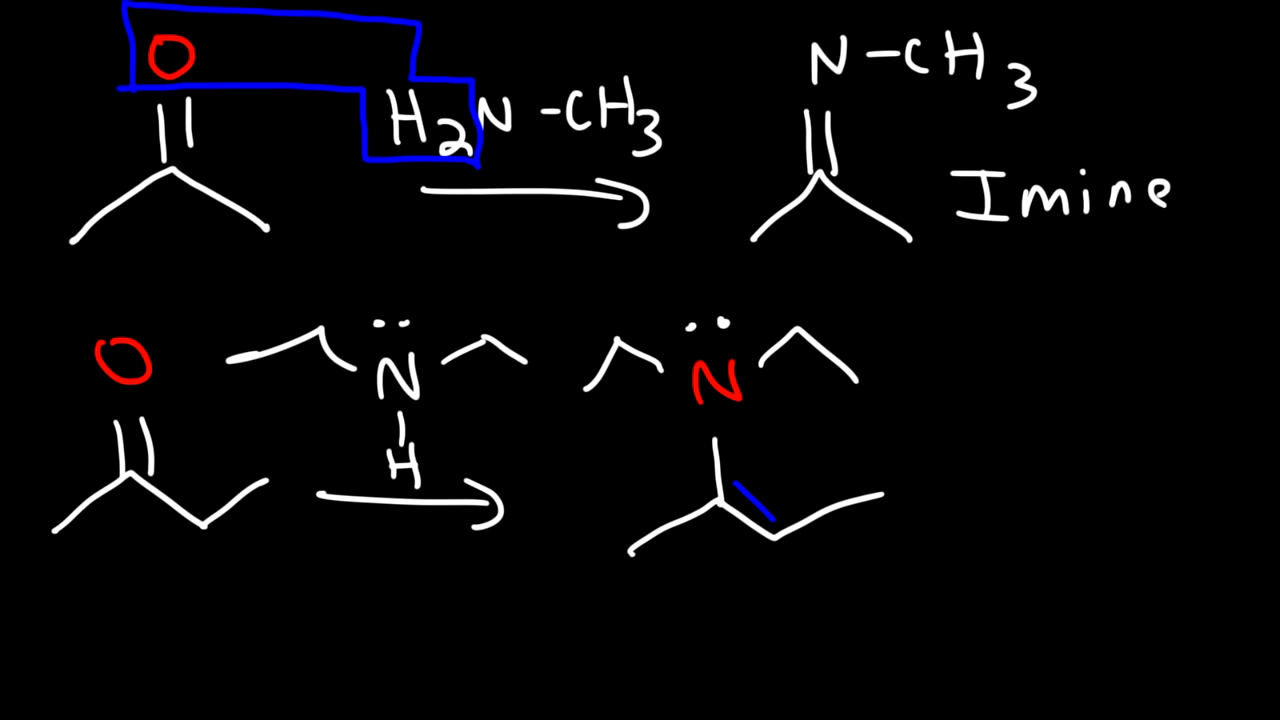 O
H₂N-CH₃
N-CH₃
Imine
O
N
H
N